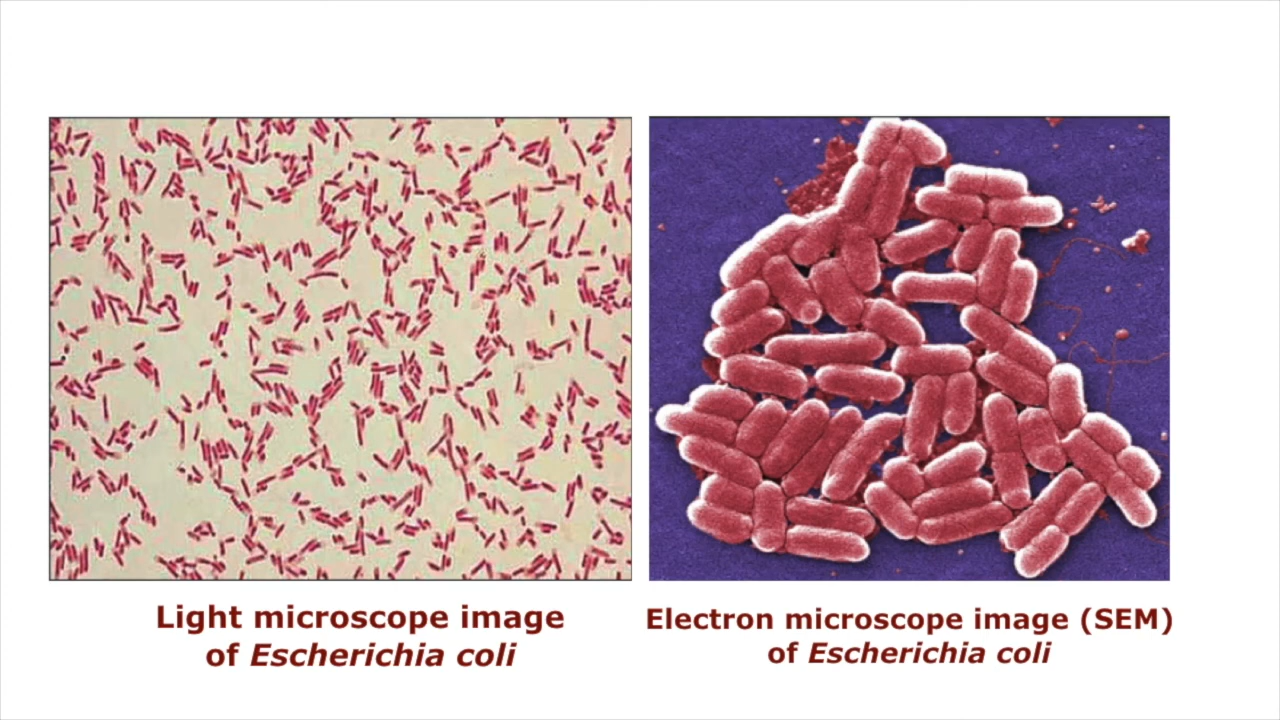 Light microscope image
of Escherichia coli
Electron microscope image (SEM)
of Escherichia coli